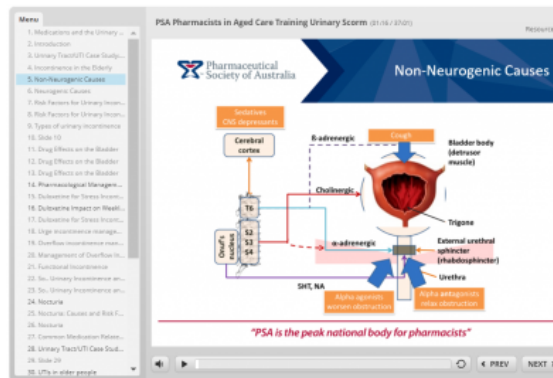 Menu
PSA Pharmacists in Aged Care Training Urinary Scorm (01:16 / 07:01)
Resource
1. Medications and the Urinary ...
2. Introduction
3. Urinary Tract/UTI Case Study...
4. Incontinence in the Elderly
5. Non-Neurogenic Causes
6. Neurogenic Causes
7. Risk Factors for Urinary Incon...
8. Risk Factors for Urinary Incon...
9. Types of urinary incontinence
10. Slide 10
11. Drug Effects on the Bladder
12. Drug Effects on the Bladder
13. Drug Effects on the Bladder
14. Pharmacological Managem...
15. Duloxetine for Stress Incont...
16. Duloxetine Impact on Weekl...
17. Duloxetine for Stress Incont...
18. Urge incontinence manage...
19. Overflow incontinence man...
20. Management of Overflow In...
21. Functional Incontinence
22. So.. Urinary Incontinence an...
23. So.. Urinary Incontinence an...
24. Nocturia
25. Nocturia: Causes and Risk F...
26. Nocturia
27. Common Medication Relate...
28. Urinary Tract/UTI Case Stud...
29. Slide 29
30. UTIs in older people
Pharmaceutical
Society of Australia
Non-Neurogenic Causes
Sedatives
CNS depressants
Cerebral
cortex
ß-adrenergic
Cough
Bladder body
(detrusor
muscle)
Cholinergic
T6
Trigone
Onuf's
nucleus
S2
S3
S4
α-adrenergic
External urethral
sphincter
(rhabdosphincter)
Urethra
5HT, NA
Alpha agonists
worsen obstruction
Alpha antagonists
relax obstruction
"PSA is the peak national body for pharmacists"
PREV
NEXT